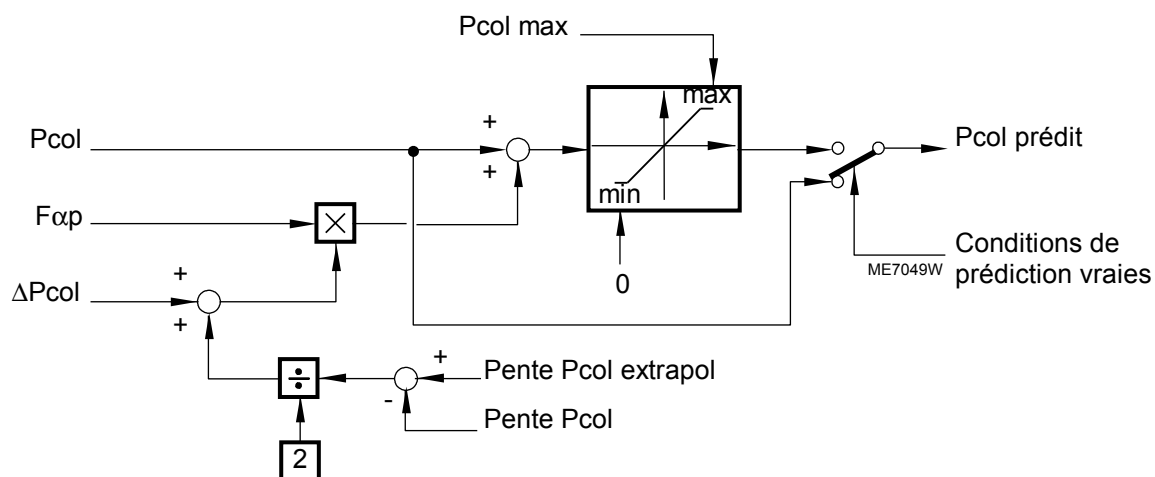 Pcol max
max
Pcol
+
+
Pcol prédit
min
Fαp
×
Conditions de
prédiction vraies
ME7049W
0
ΔPcol
+
+
÷
+
Pente Pcol extrapol
-
Pente Pcol
2